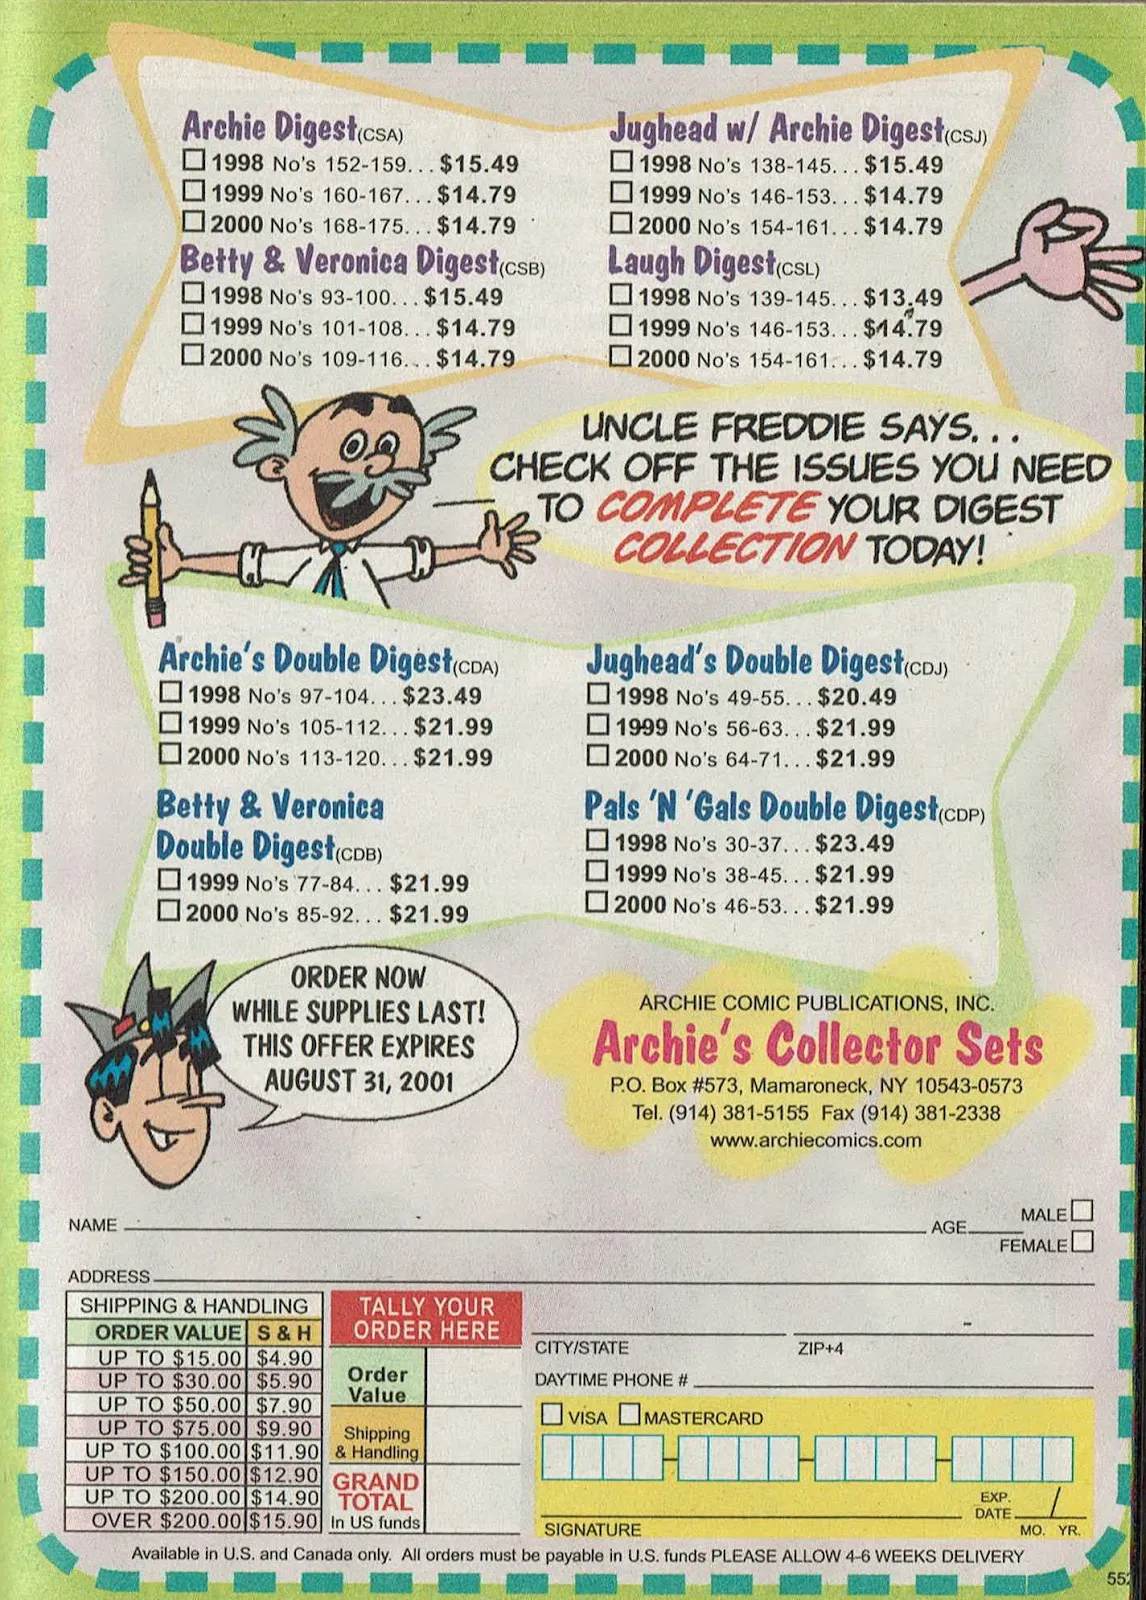 Archie Digest(CSA)
1998 No's 152-159... $15.49
1999 No's 160-167... $14.79
2000 No's 168-175... $14.79
Betty & Veronica Digest(CSB)
1998 No's 93-100... $15.49
1999 No's 101-108... $14.79
2000 No's 109-116... $14.79
Jughead w/ Archie Digest(CSJ)
1998 No's 138-145... $15.49
1999 No's 146-153... $14.79
2000 No's 154-161... $14.79
Laugh Digest(CSL)
1998 No's 139-145... $13.49
1999 No's 146-153... $14.79
2000 No's 154-161... $14.79
UNCLE FREDDIE SAYS...
CHECK OFF THE ISSUES YOU NEED
TO COMPLETE YOUR DIGEST
COLLECTION TODAY!
Archie's Double Digest(CDA)
1998 No's 97-104... $23.49
1999 No's 105-112... $21.99
2000 No's 113-120... $21.99
Betty & Veronica
Double Digest(CDB)
1999 No's 77-84... $21.99
2000 No's 85-92... $21.99
Jughead's Double Digest(CDJ)
1998 No's 49-55... $20.49
1999 No's 56-63... $21.99
2000 No's 64-71... $21.99
Pals 'N 'Gals Double Digest(CDP)
1998 No's 30-37... $23.49
1999 No's 38-45... $21.99
2000 No's 46-53... $21.99
ORDER NOW
WHILE SUPPLIES LAST!
THIS OFFER EXPIRES
AUGUST 31, 2001
ARCHIE COMIC PUBLICATIONS, INC.
Archie's Collector Sets
P.O. Box #573, Mamaroneck, NY 10543-0573
Tel. (914) 381-5155 Fax (914) 381-2338
www.archiecomics.com
NAME AGE MALE
FEMALE
ADDRESS
SHIPPING & HANDLING
ORDER VALUE S & H
UP TO $15.00 $4.90
UP TO $30.00 $5.90
UP TO $50.00 $7.90
UP TO $75.00 $9.90
UP TO $100.00 $11.90
UP TO $150.00 $12.90
UP TO $200.00 $14.90
OVER $200.00 $15.90
TALLY YOUR
ORDER HERE
Order
Value
Shipping
& Handling
GRAND
TOTAL
In US funds
CITY/STATE ZIP+4
DAYTIME PHONE #
VISA MASTERCARD
EXP.
DATE /
SIGNATURE MO. YR.
Available in U.S. and Canada only. All orders must be payable in U.S. funds PLEASE ALLOW 4-6 WEEKS DELIVERY
552